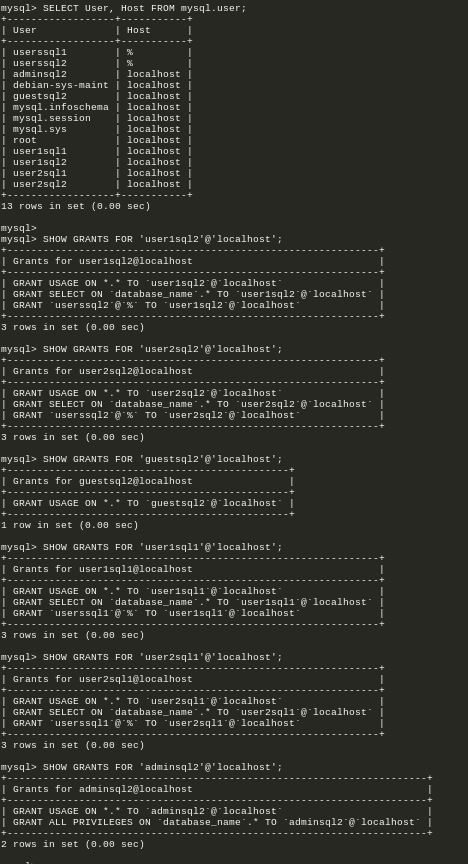 mysql> SELECT User, Host FROM mysql.user;
+------------------+-----------+
| User             | Host      |
+------------------+-----------+
| userssql1        | %         |
| userssql2        | %         |
| adminsql2        | localhost |
| debian-sys-maint | localhost |
| guestsql2        | localhost |
| mysql.infoschema | localhost |
| mysql.session    | localhost |
| mysql.sys        | localhost |
| root             | localhost |
| user1sql1        | localhost |
| user1sql2        | localhost |
| user2sql1        | localhost |
| user2sql2        | localhost |
+------------------+-----------+
13 rows in set (0.00 sec)
mysql>
mysql> SHOW GRANTS FOR 'user1sql2'@'localhost';
+--------------------------------------------------------------+
| Grants for user1sql2@localhost                               |
+--------------------------------------------------------------+
| GRANT USAGE ON *.* TO `user1sql2`@`localhost`                |
| GRANT SELECT ON `database_name`.* TO `user1sql2`@`localhost` |
| GRANT `userssql2`@`%` TO `user1sql2`@`localhost`             |
+--------------------------------------------------------------+
3 rows in set (0.00 sec)
mysql> SHOW GRANTS FOR 'user2sql2'@'localhost';
+--------------------------------------------------------------+
| Grants for user2sql2@localhost                               |
+--------------------------------------------------------------+
| GRANT USAGE ON *.* TO `user2sql2`@`localhost`                |
| GRANT SELECT ON `database_name`.* TO `user2sql2`@`localhost` |
| GRANT `userssql2`@`%` TO `user2sql2`@`localhost`             |
+--------------------------------------------------------------+
3 rows in set (0.00 sec)
mysql> SHOW GRANTS FOR 'guestsql2'@'localhost';
+-----------------------------------------------+
| Grants for guestsql2@localhost                |
+-----------------------------------------------+
| GRANT USAGE ON *.* TO `guestsql2`@`localhost` |
+-----------------------------------------------+
1 row in set (0.00 sec)
mysql> SHOW GRANTS FOR 'user1sql1'@'localhost';
+--------------------------------------------------------------+
| Grants for user1sql1@localhost                               |
+--------------------------------------------------------------+
| GRANT USAGE ON *.* TO `user1sql1`@`localhost`                |
| GRANT SELECT ON `database_name`.* TO `user1sql1`@`localhost` |
| GRANT `userssql1`@`%` TO `user1sql1`@`localhost`             |
+--------------------------------------------------------------+
3 rows in set (0.00 sec)
mysql> SHOW GRANTS FOR 'user2sql1'@'localhost';
+--------------------------------------------------------------+
| Grants for user2sql1@localhost                               |
+--------------------------------------------------------------+
| GRANT USAGE ON *.* TO `user2sql1`@`localhost`                |
| GRANT SELECT ON `database_name`.* TO `user2sql1`@`localhost` |
| GRANT `userssql1`@`%` TO `user2sql1`@`localhost`             |
+--------------------------------------------------------------+
3 rows in set (0.00 sec)
mysql> SHOW GRANTS FOR 'adminsql2'@'localhost';
+----------------------------------------------------------------------+
| Grants for adminsql2@localhost                                       |
+----------------------------------------------------------------------+
| GRANT USAGE ON *.* TO `adminsql2`@`localhost`                        |
| GRANT ALL PRIVILEGES ON `database_name`.* TO `adminsql2`@`localhost` |
+----------------------------------------------------------------------+
2 rows in set (0.00 sec)